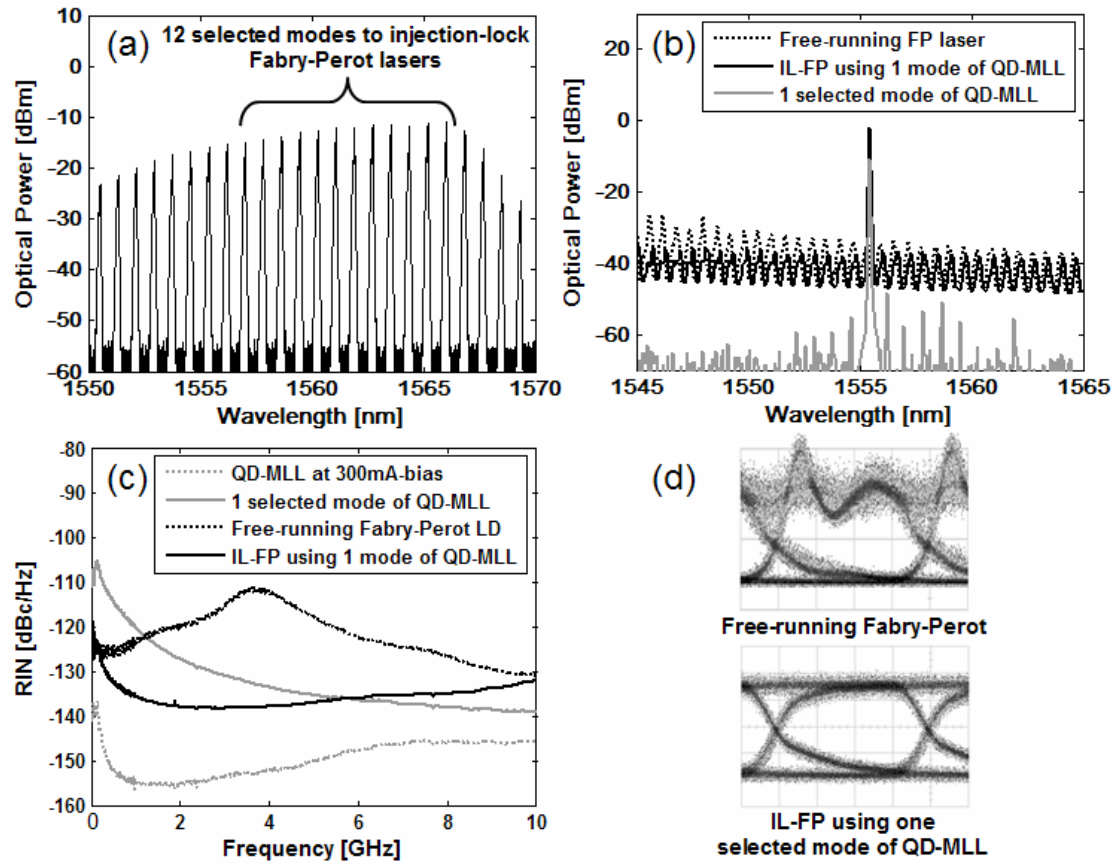 (a)
12 selected modes to injection-lock
Fabry-Perot lasers
10
0
−10
−20
−30
−40
−50
−60
Optical Power [dBm]
1550
1555
1560
1565
1570
Wavelength [nm]
(b)
Free-running FP laser
IL-FP using 1 mode of QD-MLL
1 selected mode of QD-MLL
20
0
−20
−40
−60
Optical Power [dBm]
1545
1550
1555
1560
1565
Wavelength [nm]
(c)
QD-MLL at 300mA-bias
1 selected mode of QD-MLL
Free-running Fabry-Perot LD
IL-FP using 1 mode of QD-MLL
-80
-90
-100
-110
-120
-130
-140
-150
-160
RIN [dBc/Hz]
0
2
4
6
8
10
Frequency [GHz]
(d)
Free-running Fabry-Perot
IL-FP using one
selected mode of QD-MLL